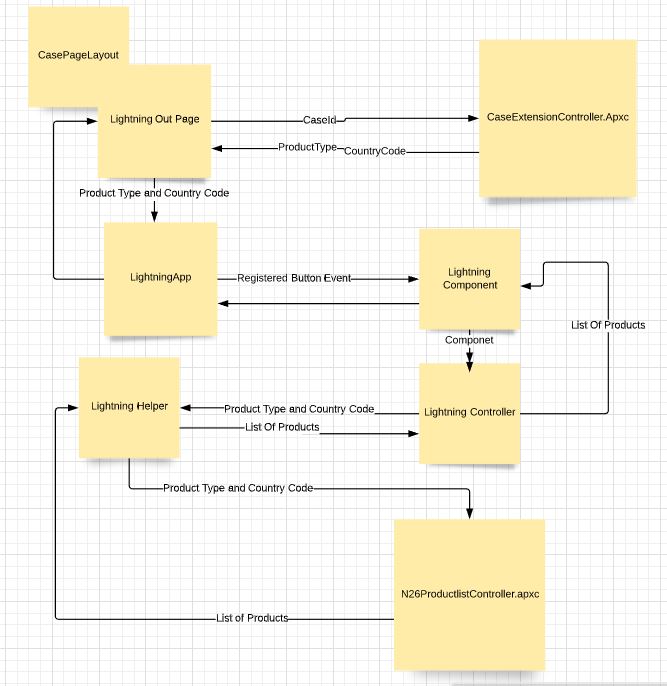 CasePageLayout
Lightning Out Page
CaseId
CaseExtensionController.Apxc
ProductType
CountryCode
Product Type and Country Code
LightningApp
Registered Button Event
Lightning
Component
List Of Products
Componet
Lightning Helper
Product Type and Country Code
Lightning Controller
List Of Products
Product Type and Country Code
N26ProductlistController.apxc
List of Products